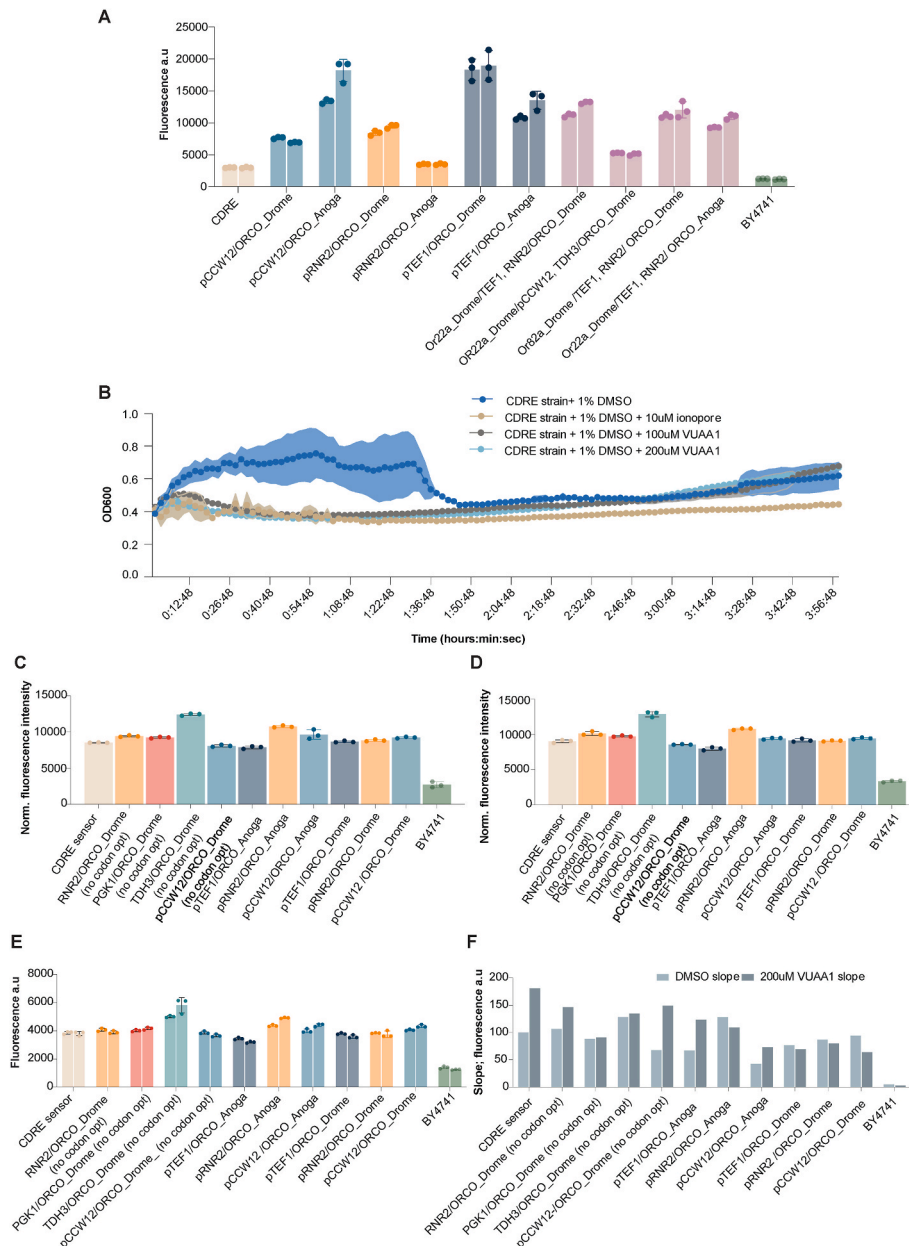 A
Fluorescence a.u
25000
20000
15000
10000
5000
0
CDRE
pCCW12/ORCO_Drome
pCCW12/ORCO_Anoga
pRNR2/ORCO_Drome
pRNR2/ORCO_Anoga
pTEF1/ORCO_Drome
pTEF1/ORCO_Anoga
Or22a_Drome/TEF1, RNR2/ORCO_Drome
OR22a_Drome/pCCW12, TDH3/ORCO_Drome
Or82a_Drome /TEF1, RNR2/ ORCO_Drome
Or22a_Drome/TEF1, RNR2/ ORCO_Anoga
BY4741
B
CDRE strain+ 1% DMSO
CDRE strain + 1% DMSO + 10uM ionopore
CDRE strain + 1% DMSO + 100uM VUAA1
CDRE strain + 1% DMSO + 200uM VUAA1
OD600
1.0
0.8
0.6
0.4
0.2
0.0
0:12:48
0:26:48
0:40:48
0:54:48
1:08:48
1:22:48
1:36:48
1:50:48
2:04:48
2:18:48
2:32:48
2:46:48
3:00:48
3:14:48
3:28:48
3:42:48
3:56:48
Time (hours:min:sec)
C
Norm. fluorescence intensity
15000
10000
5000
0
CDRE sensor
RNR2/ORCO_Drome
(no codon opt)
PGK1/ORCO_Drome
(no codon opt)
TDH3/ORCO_Drome
(no codon opt)
pCCW12/ORCO_Drome
(no codon opt)
pTEF1/ORCO_Anoga
pRNR2/ORCO_Anoga
pCCW12/ORCO_Anoga
pTEF1/ORCO_Drome
pRNR2/ORCO_Drome
pCCW12 /ORCO_Drome
BY4741
D
Norm. fluorescence intensity
15000
10000
5000
0
CDRE sensor
RNR2/ORCO_Drome
(no codon opt)
PGK1/ORCO_Drome
(no codon opt)
TDH3/ORCO_Drome
(no codon opt)
pCCW12/ORCO_Drome
(no codon opt)
pTEF1/ORCO_Anoga
pRNR2/ORCO_Anoga
pCCW12/ORCO_Anoga
pTEF1/ORCO_Drome
pRNR2/ORCO_Drome
pCCW12 /ORCO_Drome
BY4741
E
Fluorescence a.u
8000
6000
4000
2000
0
CDRE sensor
RNR2/ORCO_Drome
(no codon opt)
PGK1/ORCO_Drome (no codon opt)
TDH3/ORCO_Drome (no codon opt)
pCCW12/ORCO_Drome_ (no codon opt)
pTEF1/ORCO_Anoga
pRNR2/ORCO_Anoga
pCCW12 /ORCO_Anoga
pTEF1/ORCO_Drome
pRNR2/ORCO_Drome
pCCW12/ORCO_Drome
BY4741
F
DMSO slope
200uM VUAA1 slope
Slope; fluorescence a.u
200
150
100
50
0
CDRE sensor
RNR2/ORCO_Drome (no codon opt)
PGK1/ORCO_Drome (no codon opt)
TDH3/ORCO_Drome (no codon opt)
pCCW12-/ORCO_Drome (no codon opt)
pTEF1/ORCO_Anoga
pRNR2/ORCO_Anoga
pCCW12/ORCO_Anoga
pTEF1/ORCO_Drome
pRNR2 /ORCO_Drome
pCCW12/ORCO_Drome
BY4741